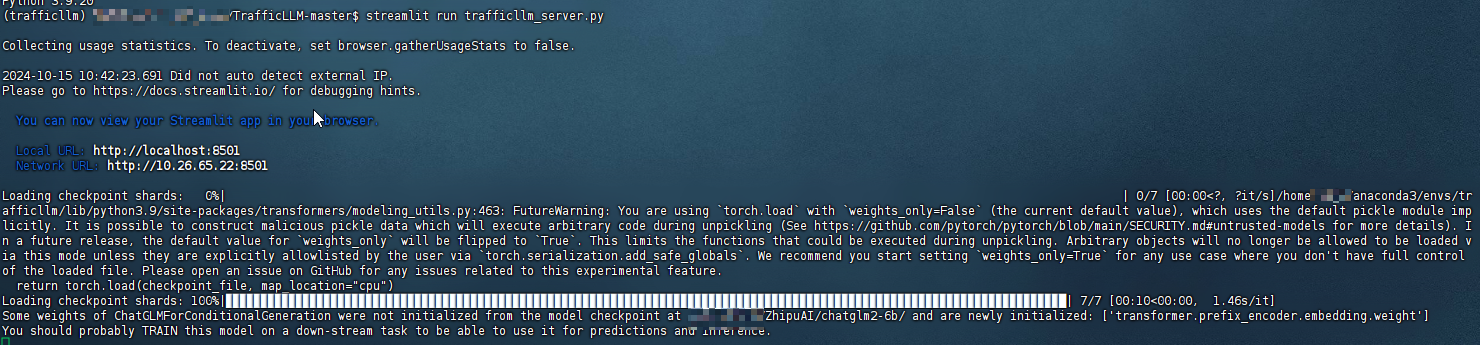 Python 3.9.20
(trafficllm) /TrafficLLM-master$ streamlit run trafficllm_server.py
Collecting usage statistics. To deactivate, set browser.gatherUsageStats to false.
2024-10-15 10:42:23.691 Did not auto detect external IP.
Please go to https://docs.streamlit.io/ for debugging hints.
You can now view your Streamlit app in your browser.
Local URL: http://localhost:8501
Network URL: http://10.26.65.22:8501
Loading checkpoint shards:   0%| | 0/7 [00:00<?, ?it/s]/home anaconda3/envs/tr
afficllm/lib/python3.9/site-packages/transformers/modeling_utils.py:463: FutureWarning: You are using `torch.load` with `weights_only=False` (the current default value), which uses the default pickle module imp
licitly. It is possible to construct malicious pickle data which will execute arbitrary code during unpickling (See https://github.com/pytorch/pytorch/blob/main/SECURITY.md#untrusted-models for more details). I
n a future release, the default value for `weights_only` will be flipped to `True`. This limits the functions that could be executed during unpickling. Arbitrary objects will no longer be allowed to be loaded v
ia this mode unless they are explicitly allowlisted by the user via `torch.serialization.add_safe_globals`. We recommend you start setting `weights_only=True` for any use case where you don't have full control
of the loaded file. Please open an issue on GitHub for any issues related to this experimental feature.
return torch.load(checkpoint_file, map_location="cpu")
Loading checkpoint shards: 100%| | 7/7 [00:10<00:00,  1.46s/it]
Some weights of ChatGLMForConditionalGeneration were not initialized from the model checkpoint at ZhipuAI/chatglm2-6b/ and are newly initialized: ['transformer.prefix_encoder.embedding.weight']
You should probably TRAIN this model on a down-stream task to be able to use it for predictions and inference.